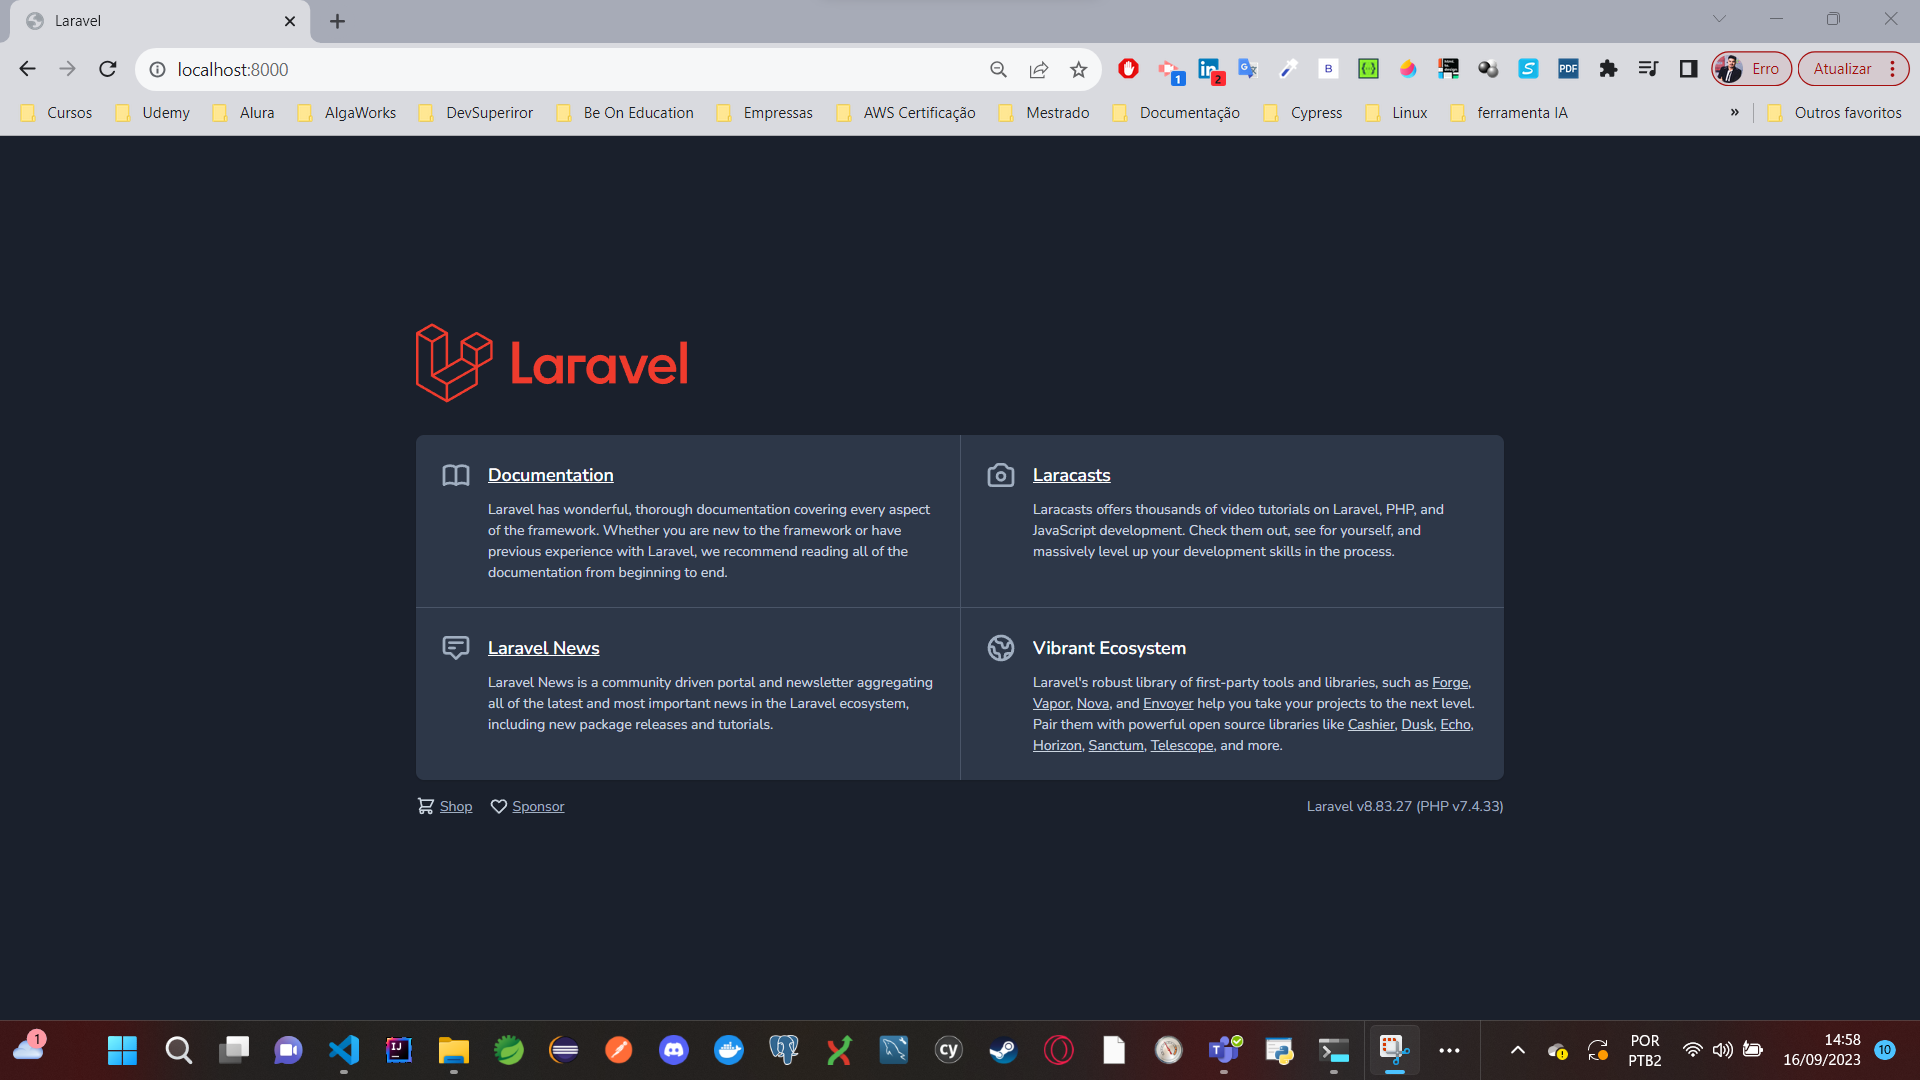 Laravel
localhost:8000
1
2
B
S
PDF
Erro
Atualizar
Cursos
Udemy
Alura
AlgaWorks
DevSuperiror
Be On Education
Empressas
AWS Certificação
Mestrado
Documentação
Cypress
Linux
ferramenta IA
»
Outros favoritos
Laravel
Documentation
Laravel has wonderful, thorough documentation covering every aspect
of the framework. Whether you are new to the framework or have
previous experience with Laravel, we recommend reading all of the
documentation from beginning to end.
Laracasts
Laracasts offers thousands of video tutorials on Laravel, PHP, and
JavaScript development. Check them out, see for yourself, and
massively level up your development skills in the process.
Laravel News
Laravel News is a community driven portal and newsletter aggregating
all of the latest and most important news in the Laravel ecosystem,
including new package releases and tutorials.
Vibrant Ecosystem
Laravel's robust library of first-party tools and libraries, such as Forge,
Vapor, Nova, and Envoyer help you take your projects to the next level.
Pair them with powerful open source libraries like Cashier, Dusk, Echo,
Horizon, Sanctum, Telescope, and more.
Shop
Sponsor
Laravel v8.83.27 (PHP v7.4.33)
1
IJ
cy
POR
PTB2
14:58
16/09/2023
10